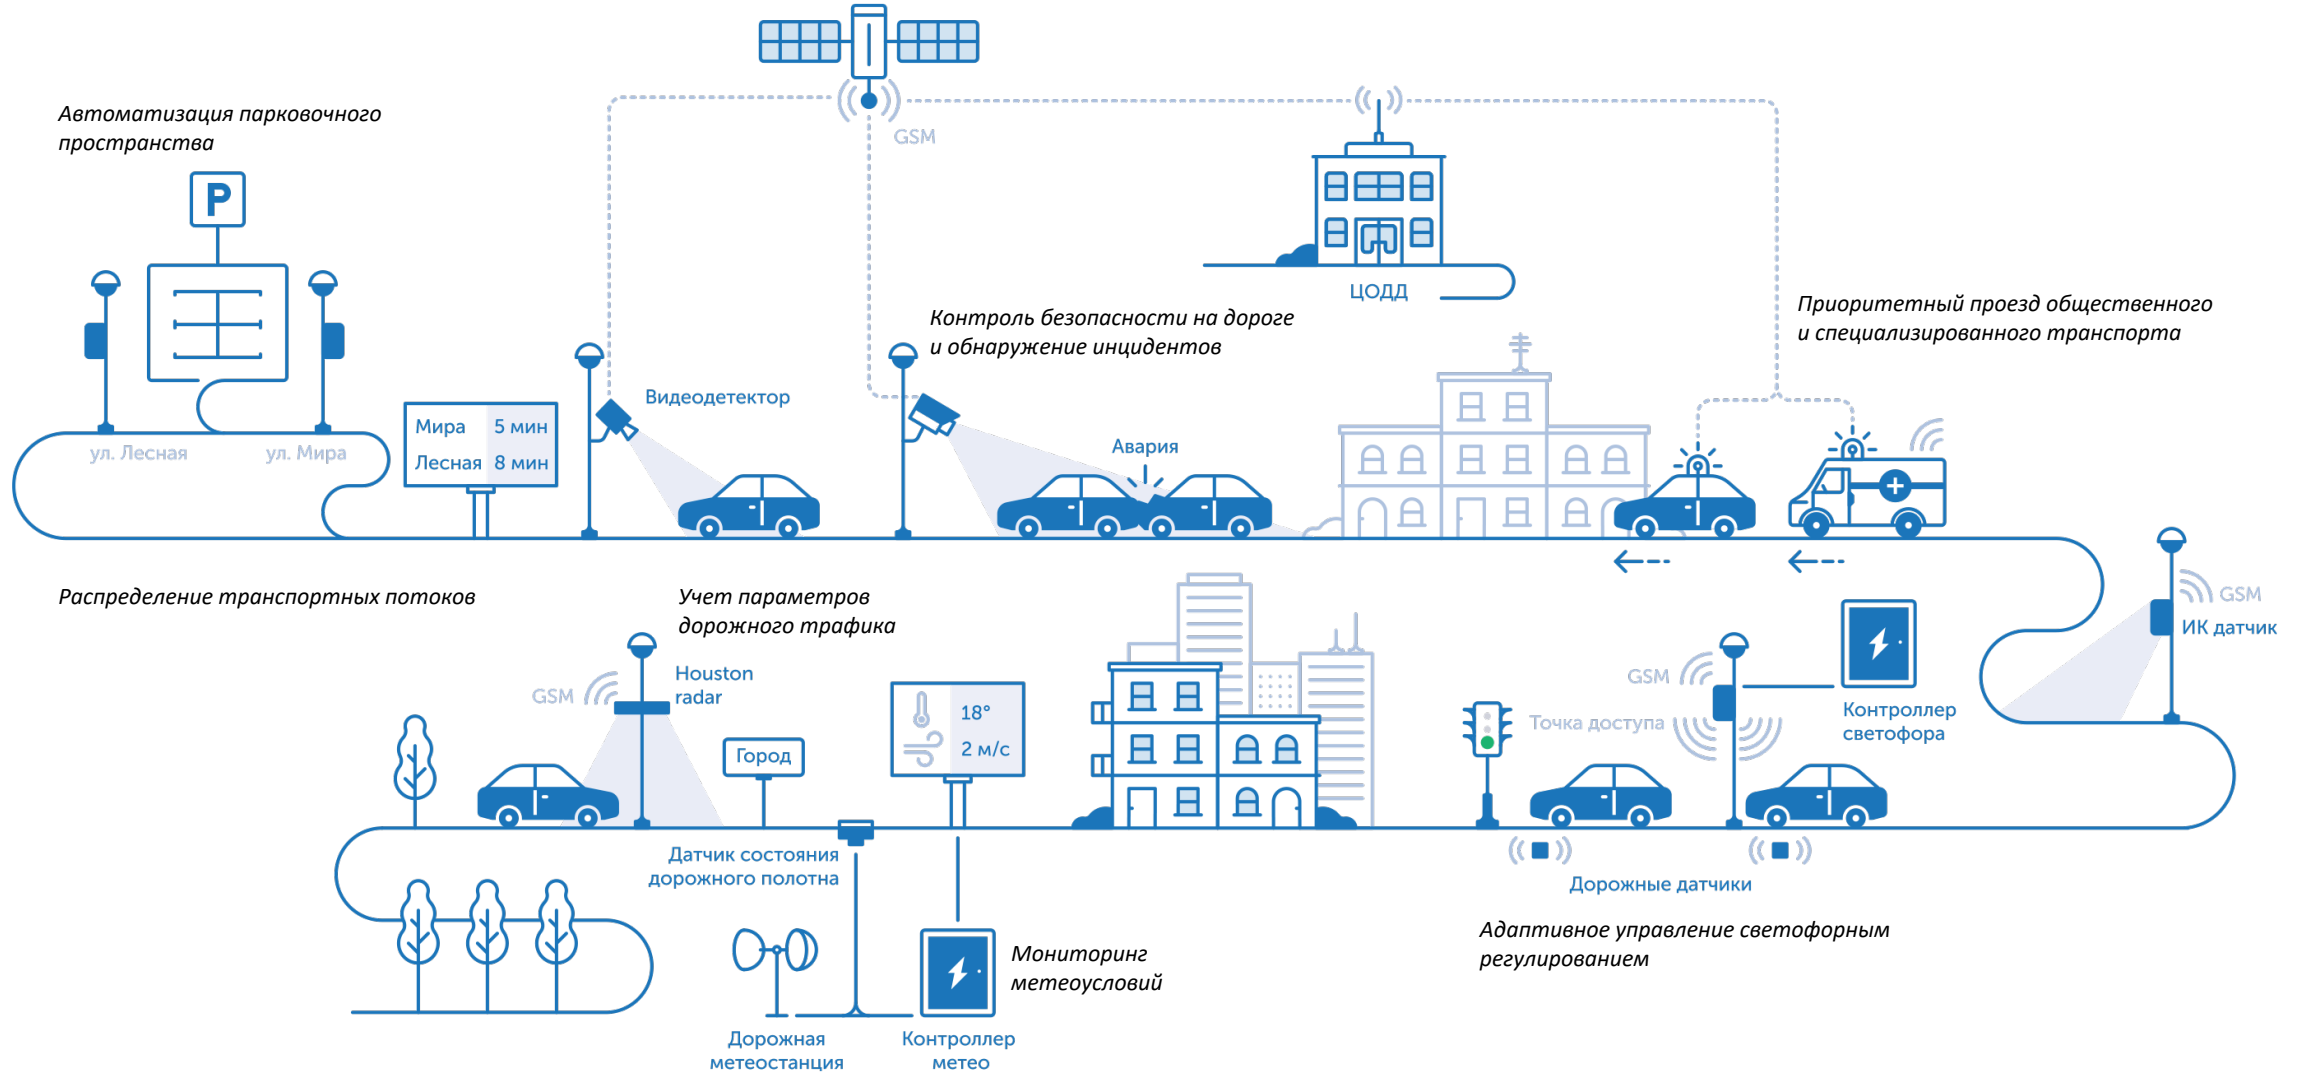 GSM
Автоматизация парковочного
пространства
P
ЦОДД
Контроль безопасности на дороге
и обнаружение инцидентов
Приоритетный проезд общественного
и специализированного транспорта
Видеодетектор
Мира 5 мин
Лесная 8 мин
ул. Лесная
ул. Мира
Авария
Распределение транспортных потоков
Учет параметров
дорожного трафика
GSM
ИК датчик
Houston
radar
GSM
GSM
Точка доступа
Контроллер
светофора
18°
2 м/с
Город
Датчик состояния
дорожного полотна
Дорожные датчики
Адаптивное управление светофорным
регулированием
Мониторинг
метеоусловий
Дорожная
метеостанция
Контроллер
метео